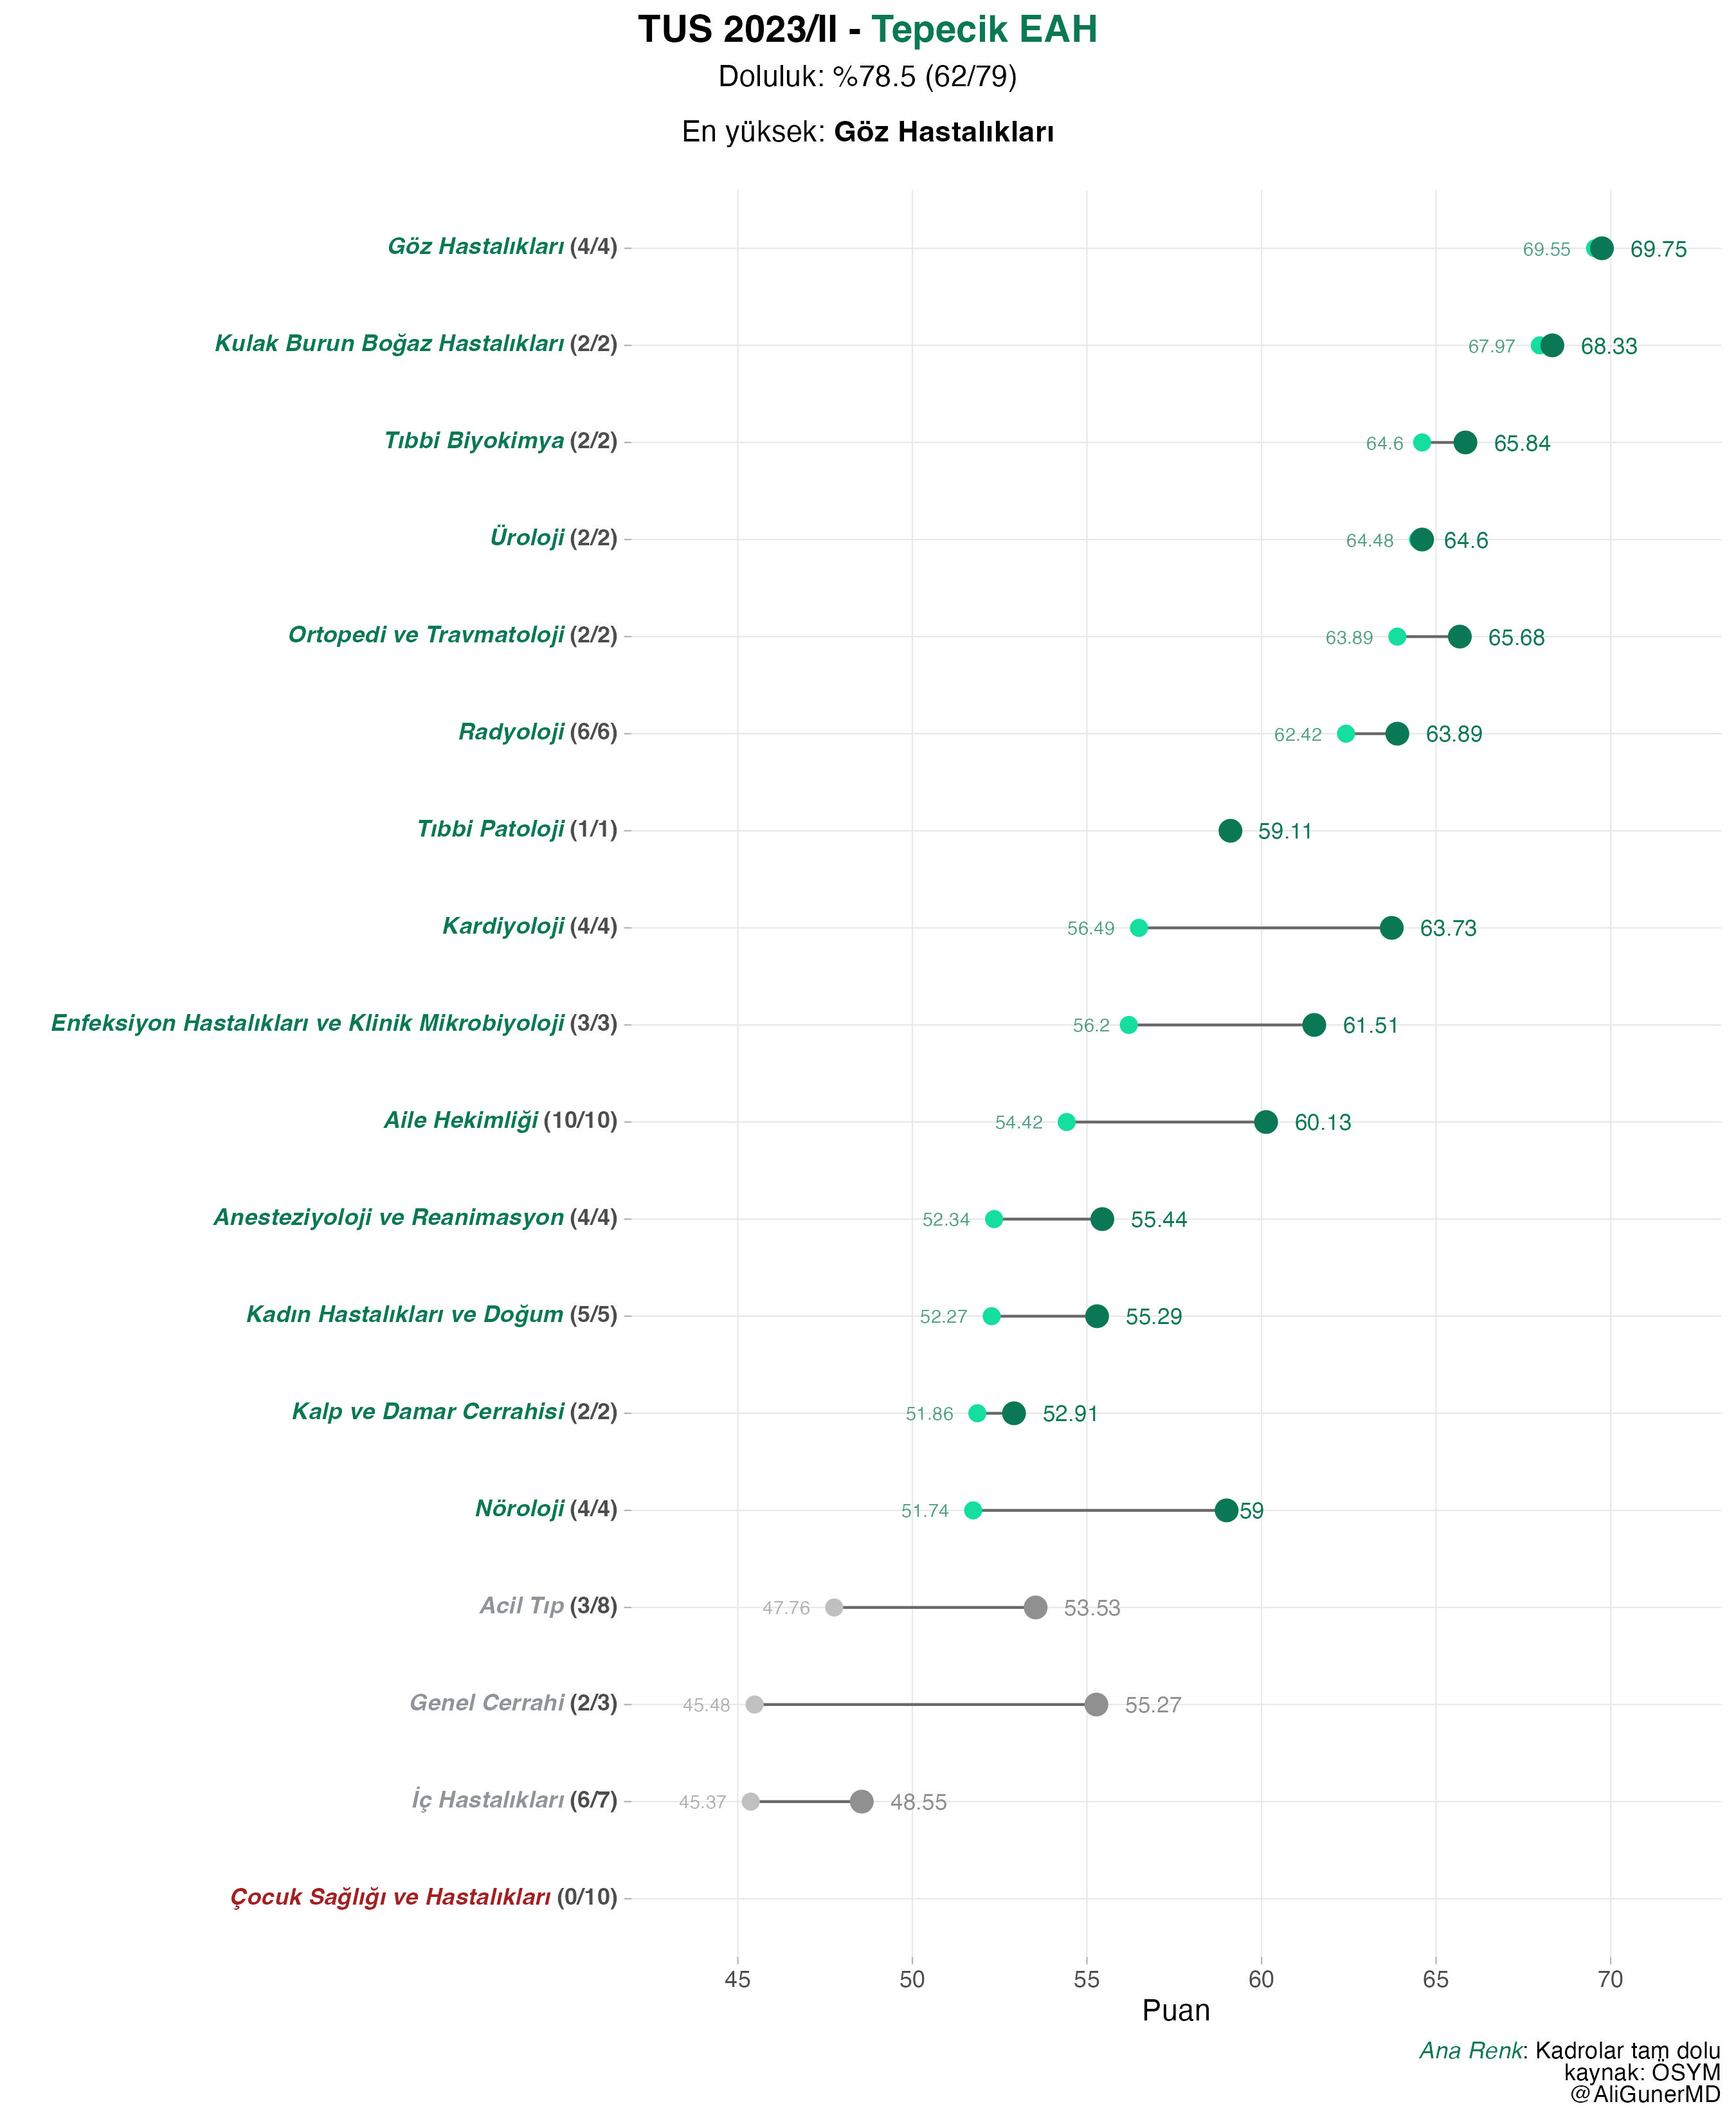 TUS 2023/II - Tepecik EAH
Doluluk: %78.5 (62/79)
En yüksek: Göz Hastalıkları
Göz Hastalıkları (4/4) 69.55 69.75
Kulak Burun Boğaz Hastalıkları (2/2) 67.97 68.33
Tıbbi Biyokimya (2/2) 64.6 65.84
Üroloji (2/2) 64.48 64.6
Ortopedi ve Travmatoloji (2/2) 63.89 65.68
Radyoloji (6/6) 62.42 63.89
Tıbbi Patoloji (1/1) 59.11
Kardiyoloji (4/4) 56.49 63.73
Enfeksiyon Hastalıkları ve Klinik Mikrobiyoloji (3/3) 56.2 61.51
Aile Hekimliği (10/10) 54.42 60.13
Anesteziyoloji ve Reanimasyon (4/4) 52.34 55.44
Kadın Hastalıkları ve Doğum (5/5) 52.27 55.29
Kalp ve Damar Cerrahisi (2/2) 51.86 52.91
Nöroloji (4/4) 51.74 59
Acil Tıp (3/8) 47.76 53.53
Genel Cerrahi (2/3) 45.48 55.27
İç Hastalıkları (6/7) 45.37 48.55
Çocuk Sağlığı ve Hastalıkları (0/10)
45 50 55 60 65 70
Puan
Ana Renk: Kadrolar tam dolu
kaynak: ÖSYM
@AliGunerMD